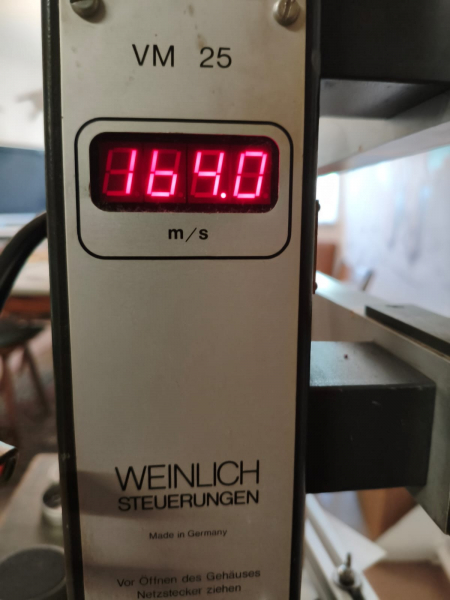 VM 25
164.0
m/s
WEINLICH
STEUERUNGEN
Made in Germany
Vor Öffnen des Gehäuses
Netzstecker ziehen